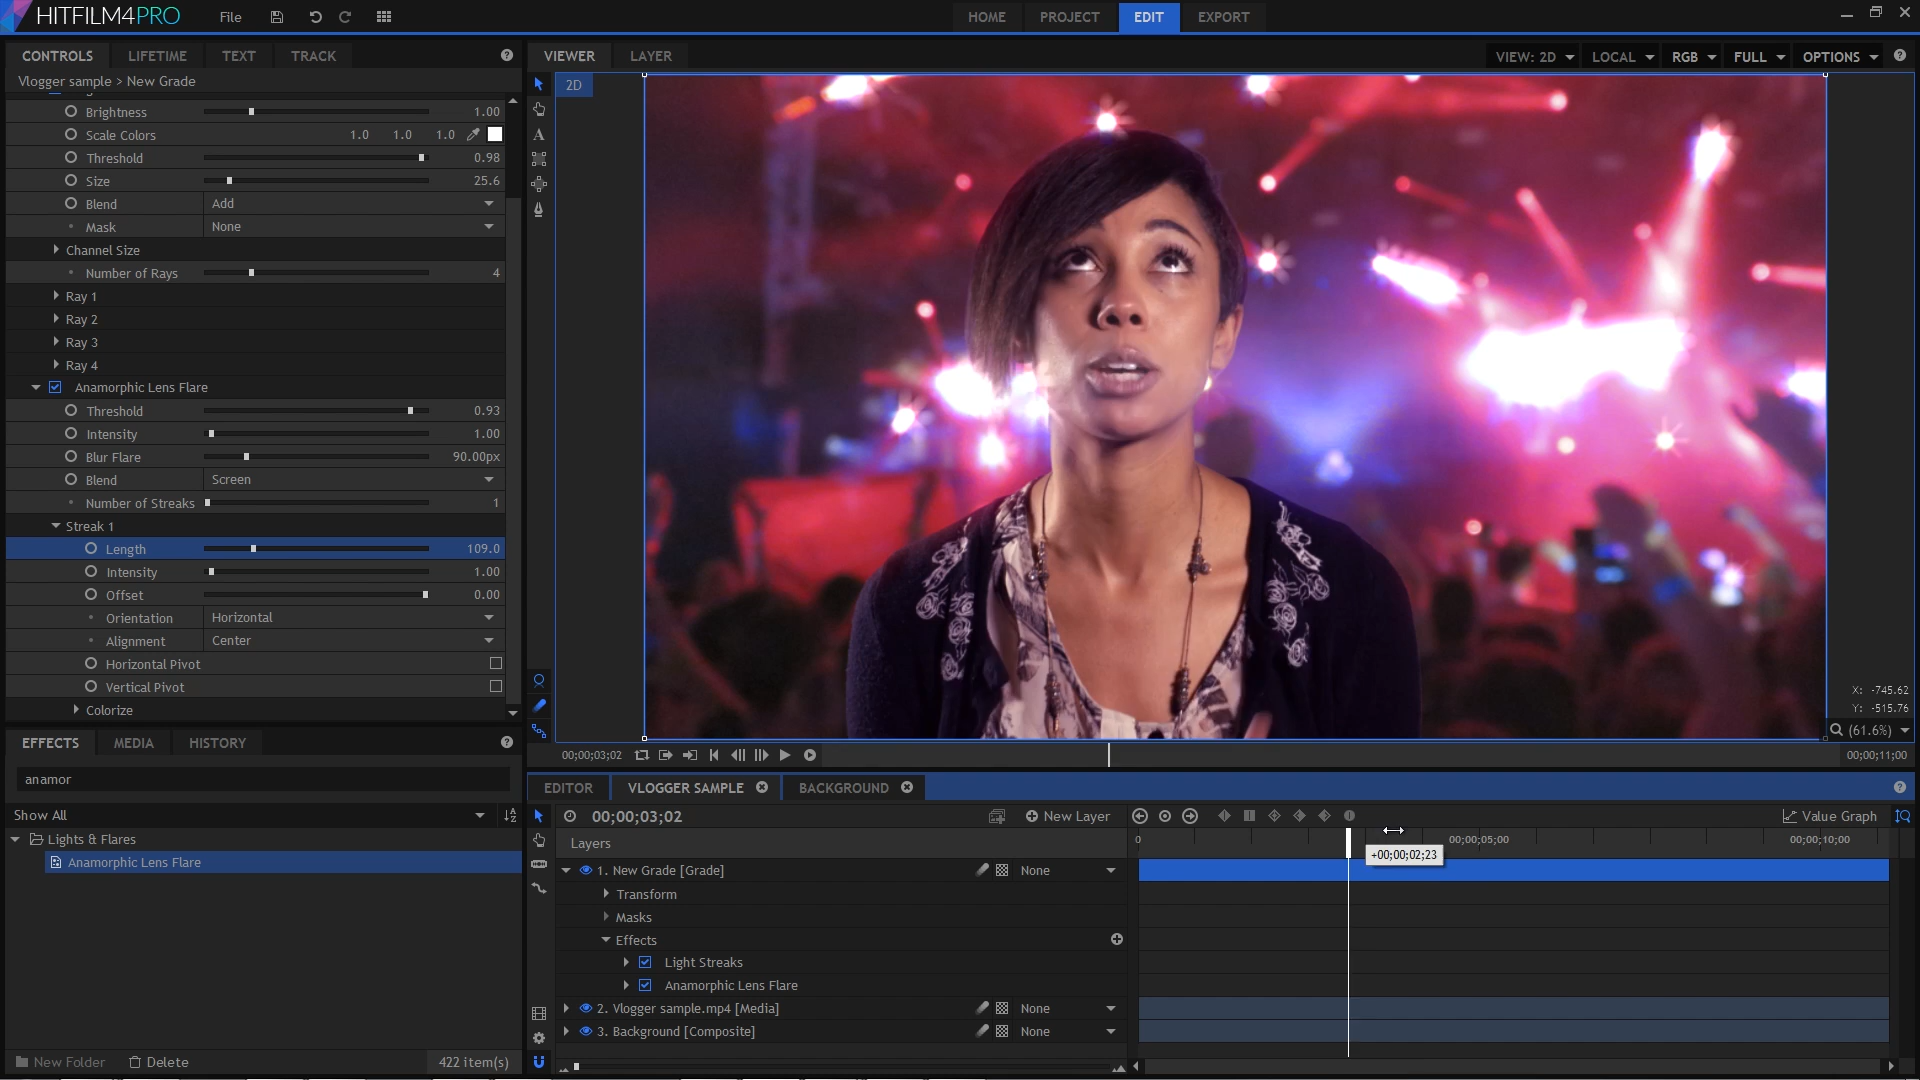 HITFILM4PRO
File
HOME PROJECT EDIT EXPORT
CONTROLS LIFETIME TEXT TRACK
VIEWER LAYER
VIEW: 2D LOCAL RGB FULL OPTIONS
Vlogger sample > New Grade
2D
Brightness 1.00
Scale Colors 1.0 1.0 1.0
Threshold 0.98
Size 25.6
Blend Add
Mask None
Channel Size
Number of Rays 4
Ray 1
Ray 2
Ray 3
Ray 4
Anamorphic Lens Flare
Threshold 0.93
Intensity 1.00
Blur Flare 90.00px
Blend Screen
Number of Streaks 1
Streak 1
Length 109.0
Intensity 1.00
Offset 0.00
Orientation Horizontal
Alignment Center
Horizontal Pivot
Vertical Pivot
Colorize
X: -745.62
Y: -515.76
(61.6%)
00;00;03;02
00;00;11;00
EFFECTS MEDIA HISTORY
anamor
Show All
Lights & Flares
Anamorphic Lens Flare
New Folder Delete 422 item(s)
EDITOR VLOGGER SAMPLE BACKGROUND
00;00;03;02 New Layer Value Graph
Layers
0 00;00;05;00 00;00;10;00
+00;00;02;23
1. New Grade [Grade] None
Transform
Masks
Effects
Light Streaks
Anamorphic Lens Flare
2. Vlogger sample.mp4 [Media] None
3. Background [Composite] None